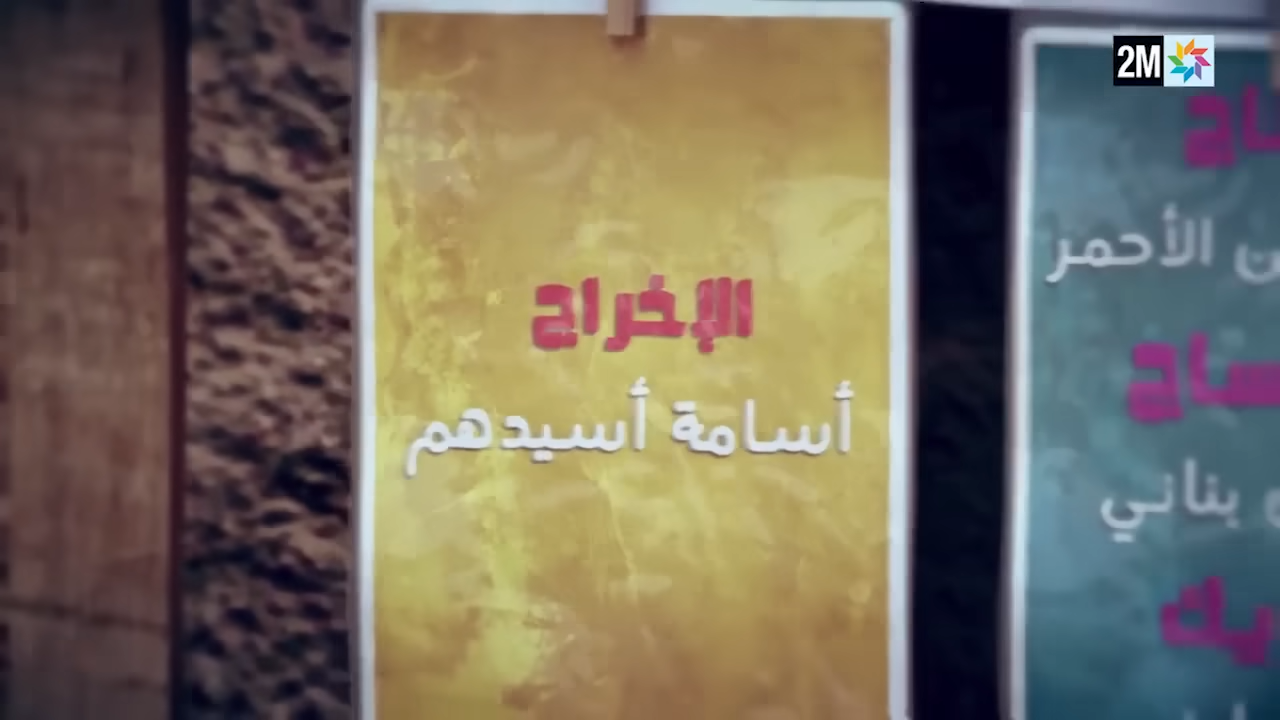 2M
الإخراج
أسامة أسيدهم
الأحمر
بناني